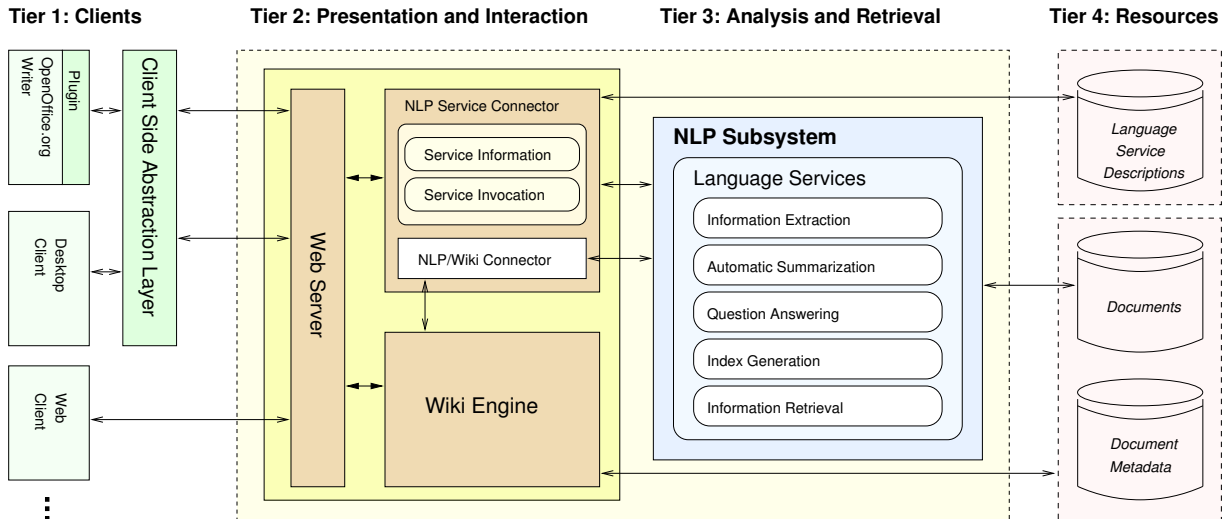 Tier 1: Clients
Tier 2: Presentation and Interaction
Tier 3: Analysis and Retrieval
Tier 4: Resources
Plugin
OpenOffice.org
Writer
Desktop
Client
Web
Client
Client Side Abstraction Layer
Web Server
NLP Service Connector
Service Information
Service Invocation
NLP/Wiki Connector
Wiki Engine
NLP Subsystem
Language Services
Information Extraction
Automatic Summarization
Question Answering
Index Generation
Information Retrieval
Language
Service
Descriptions
Documents
Document
Metadata